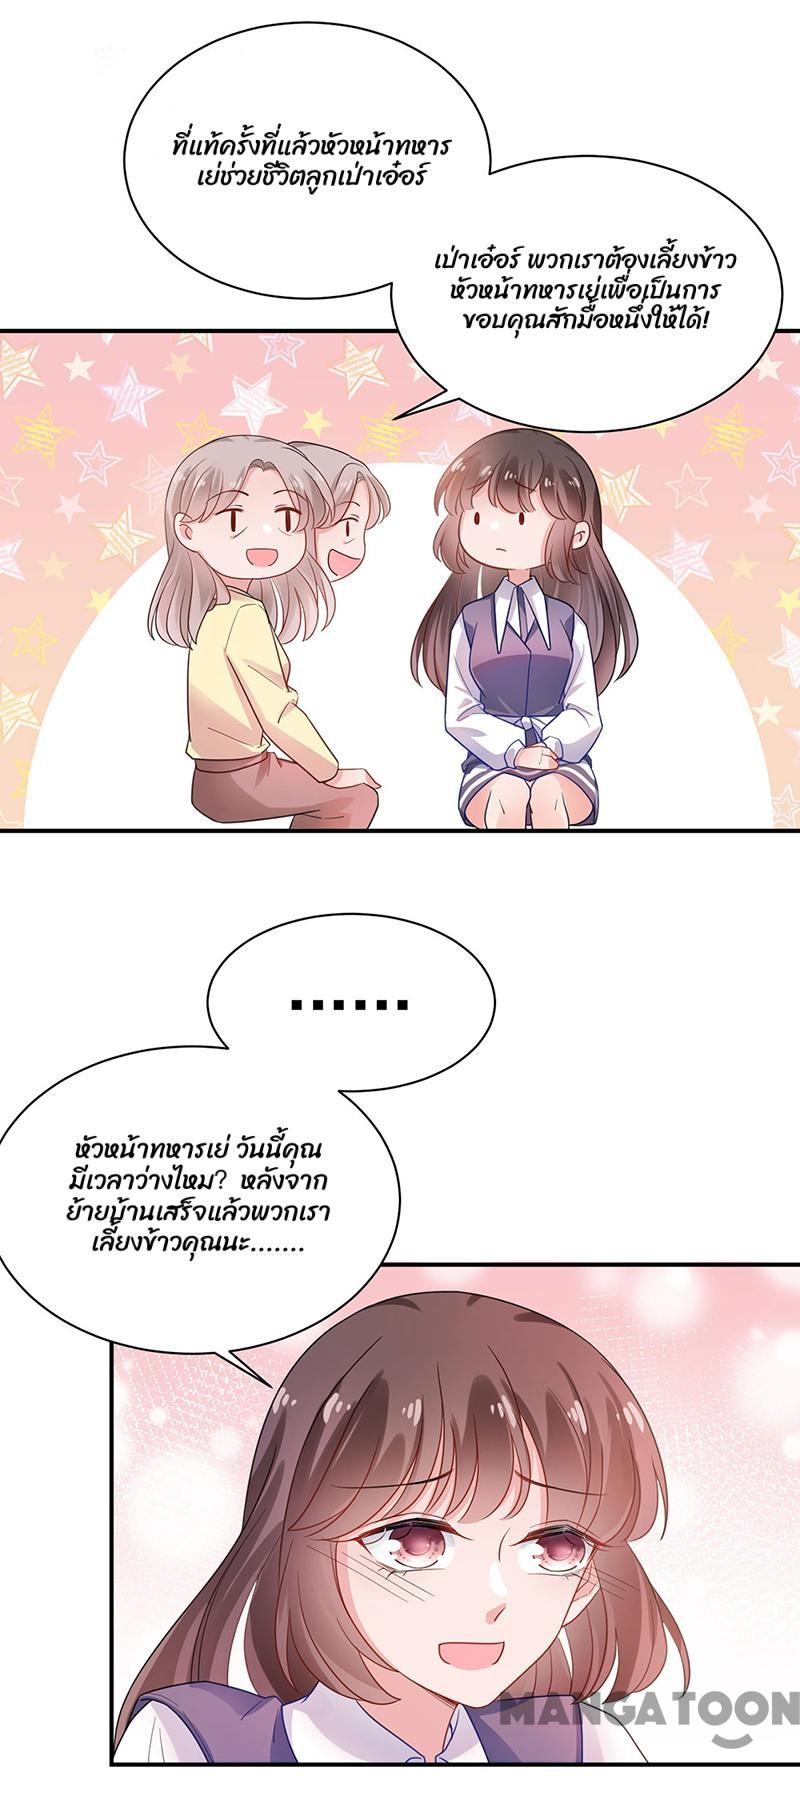 ที่แท้ครั้งที่แล้วหัวหน้าทหาร
เย่ช่วยชีวิตลูกเป่าเอ๋อร์
เป่าเอ๋อร์ พวกเราต้องเลี้ยงข้าว
หัวหน้าทหารเย่เพื่อเป็นการ
ขอบคุณสักมื้อหนึ่งให้ได้!
......
หัวหน้าทหารเย่ วันนี้คุณ
มีเวลาว่างไหม? หลังจาก
ย้ายบ้านเสร็จแล้วพวกเรา
เลี้ยงข้าวคุณนะ.......
MANGATOON